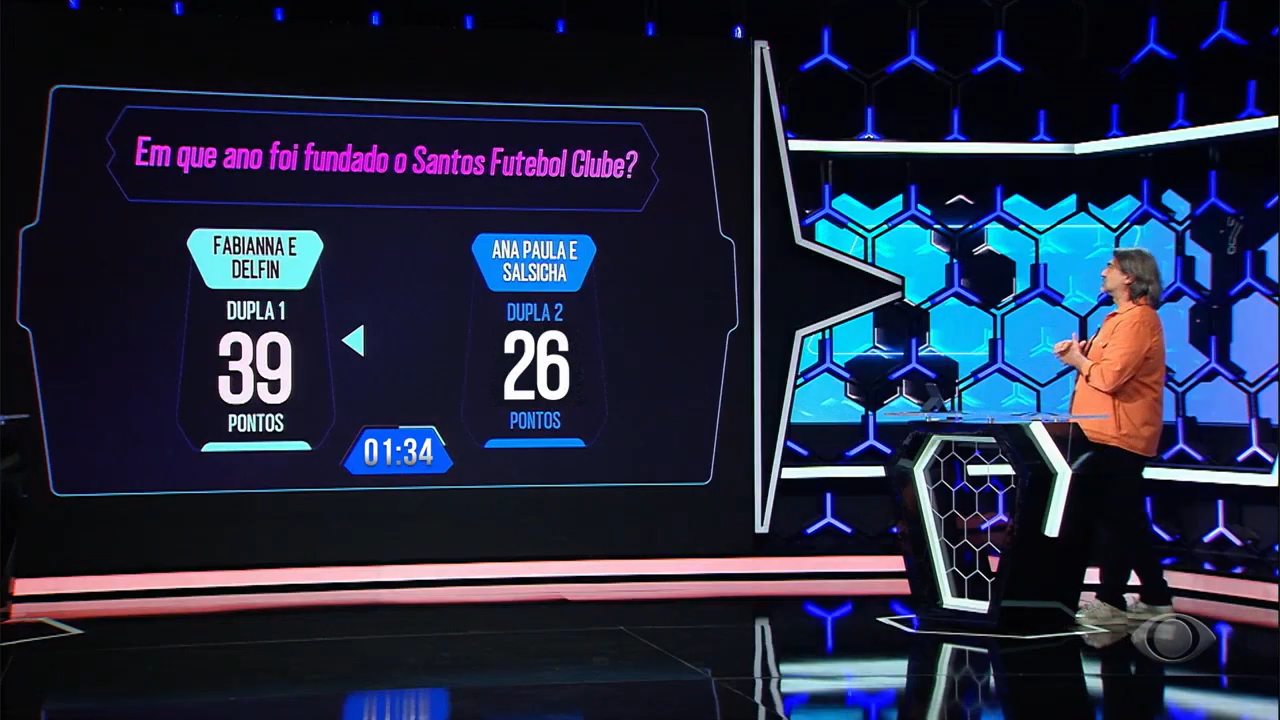 Em que ano foi fundado o Santos Futebol Clube?
FABIANNA E
DELFIN
DUPLA 1
39
PONTOS
ANA PAULA E
SALSICHA
DUPLA 2
26
PONTOS
01:34